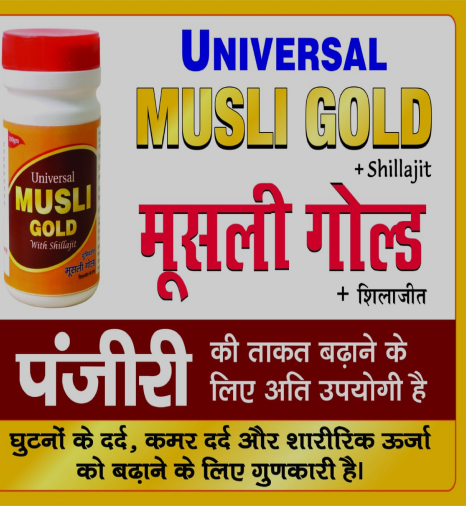 UNIVERSAL
MUSLI GOLD
+ Shillajit
मूसली गोल्ड
+ शिलाजीत
Universal
MUSLI
GOLD
With Shillajit
मूसली गोल्ड
पंजीरी
की ताकत बढ़ाने के
लिए अति उपयोगी है
घुटनों के दर्द, कमर दर्द और शारीरिक ऊर्जा
को बढ़ाने के लिए गुणकारी है।